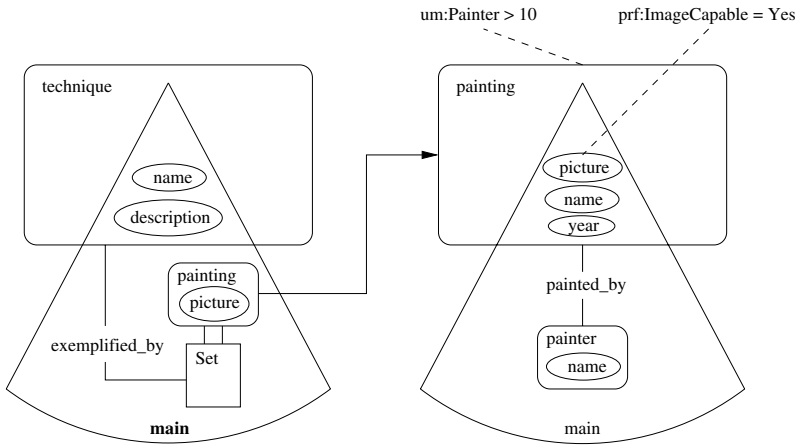 um:Painter > 10
prf:ImageCapable = Yes
technique
name
description
painting
picture
exemplified_by
Set
main
painting
picture
name
year
painted_by
painter
name
main